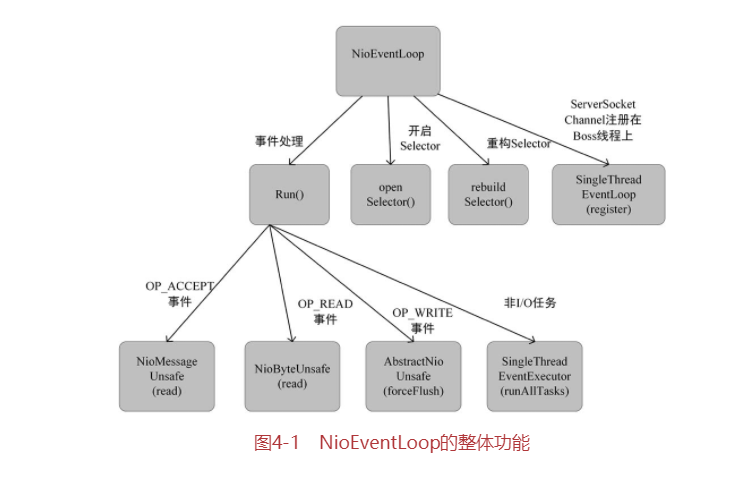 NioEventLoop
ServerSocket
Channel注册在
Boss线程上
开启
Selector
事件处理
重构Selector
Run()
open
Selector()
rebuild
Selector()
SingleThread
EventLoop
(register)
OP_ACCEPT
事件
OP_READ
事件
OP_WRITE
事件
非I/O任务
NioMessage
Unsafe
(read)
NioByteUnsafe
(read)
AbstractNio
Unsafe
(forceFlush)
SingleThread
EventExecutor
(runAllTasks)
图4-1 NioEventLoop的整体功能